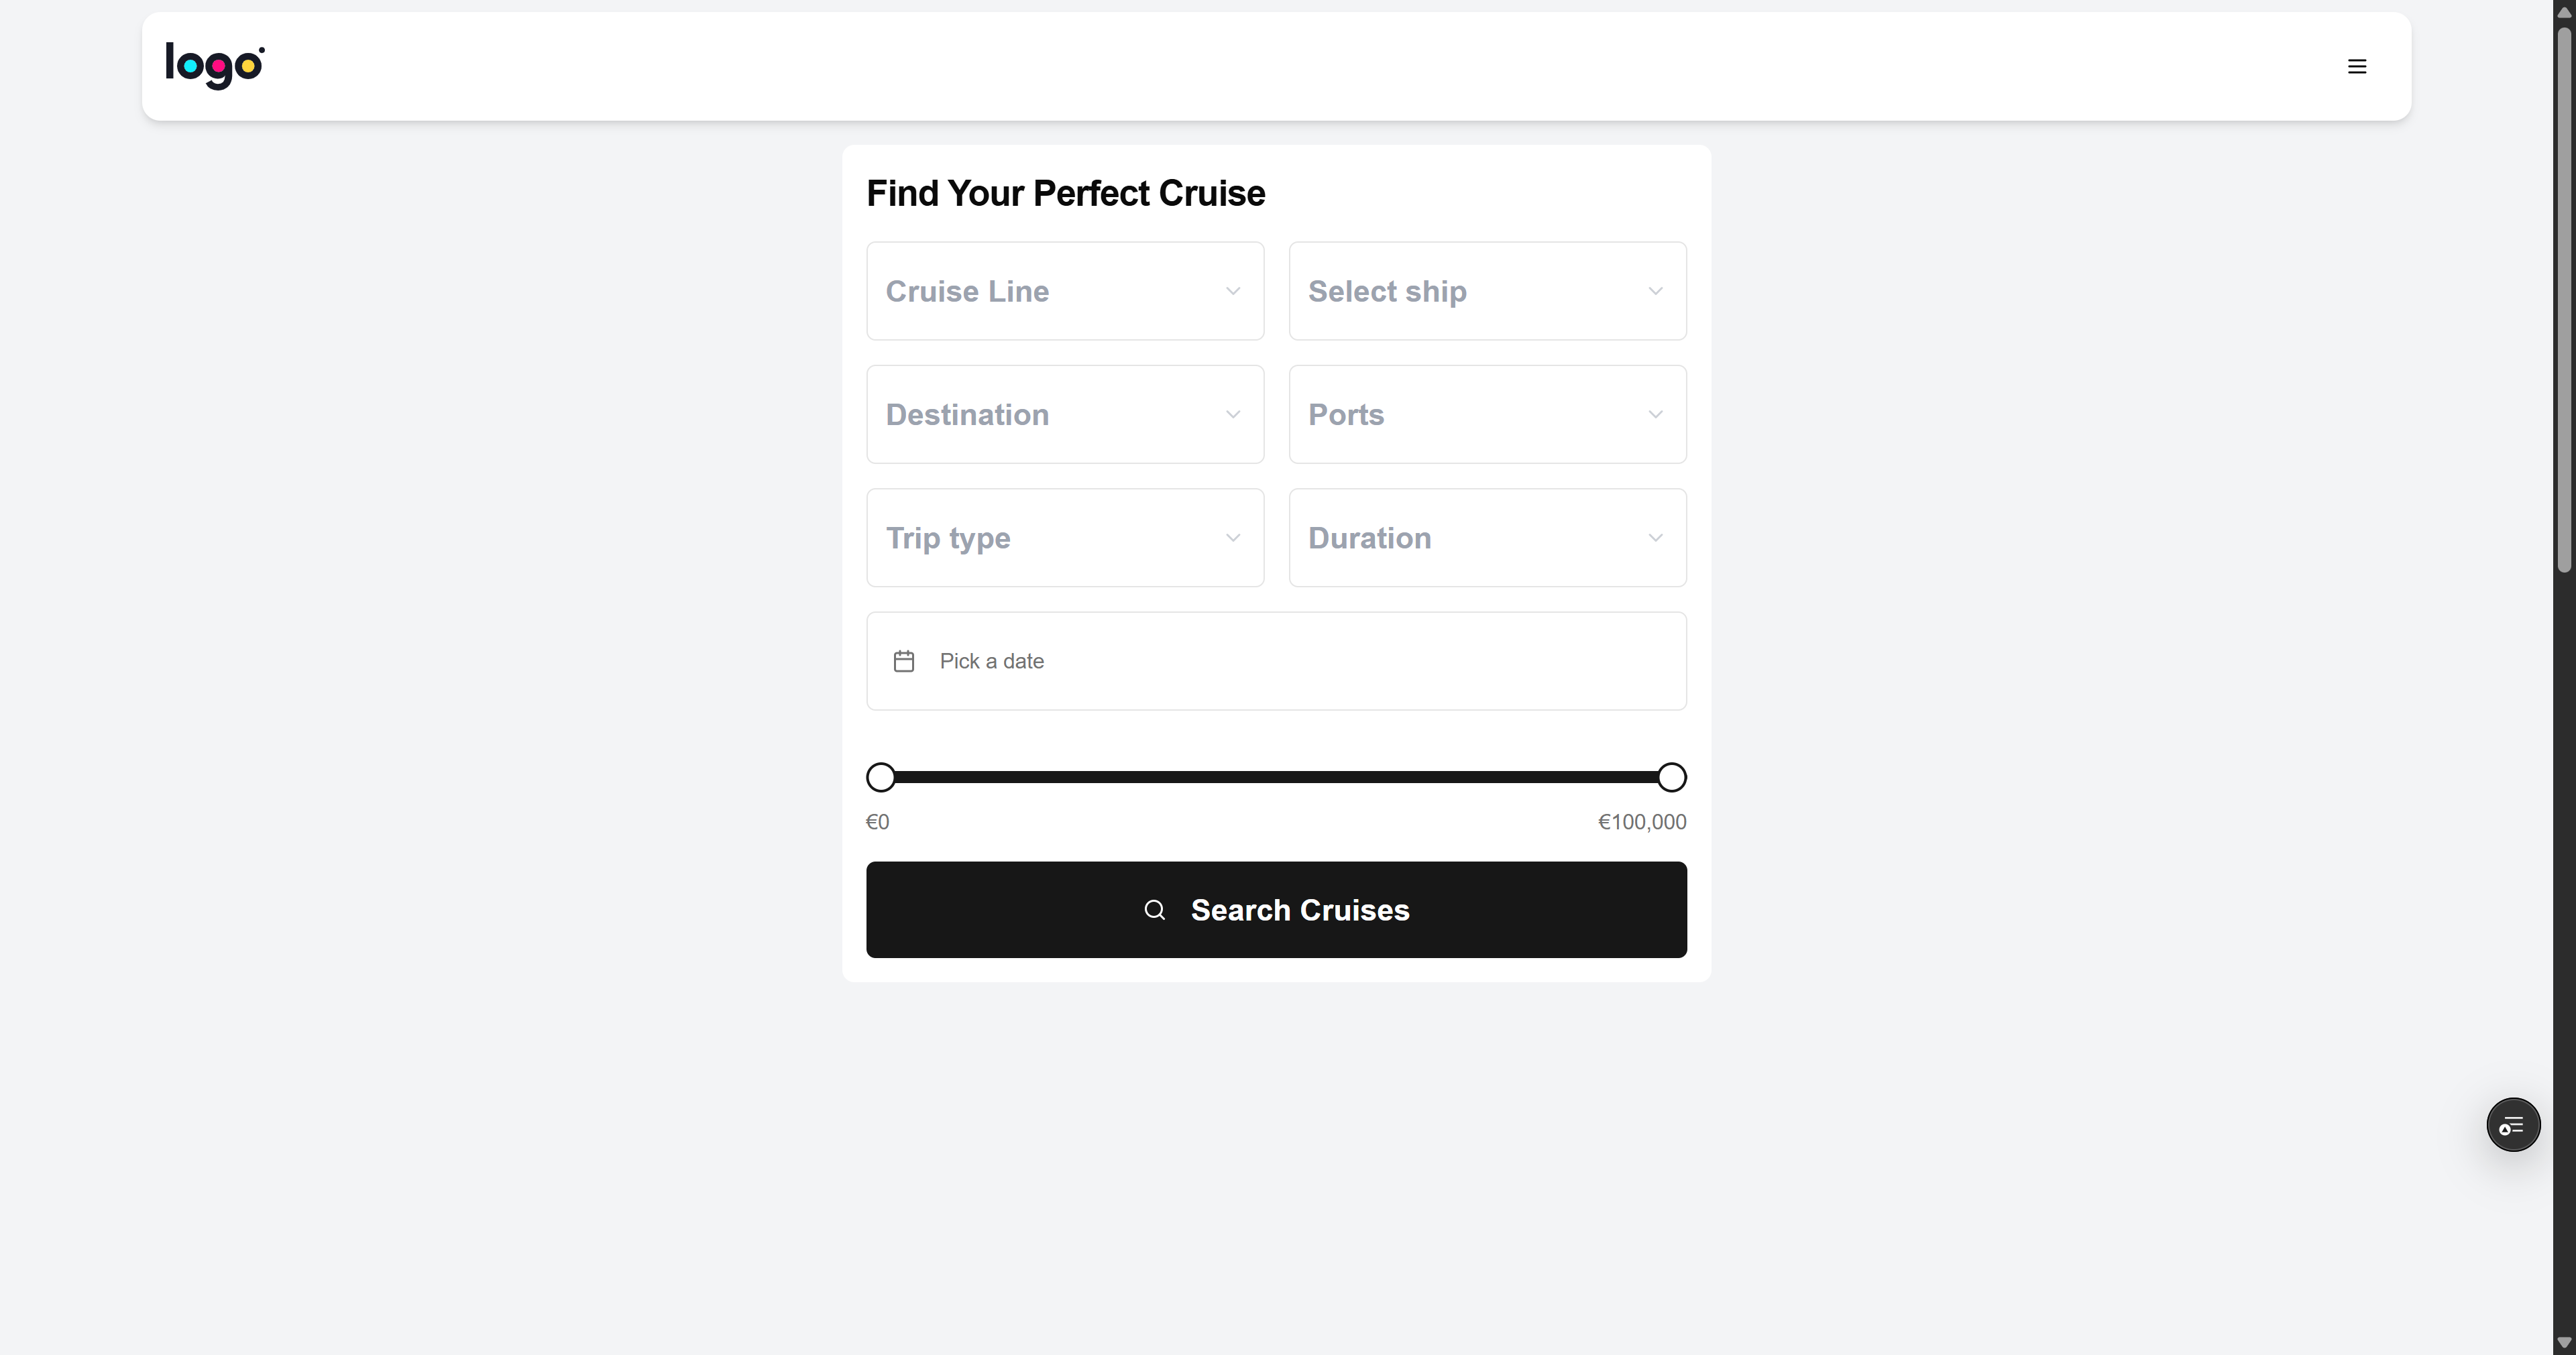 logo
Find Your Perfect Cruise
Cruise Line
Select ship
Destination
Ports
Trip type
Duration
Pick a date
€0
€100,000
Search Cruises